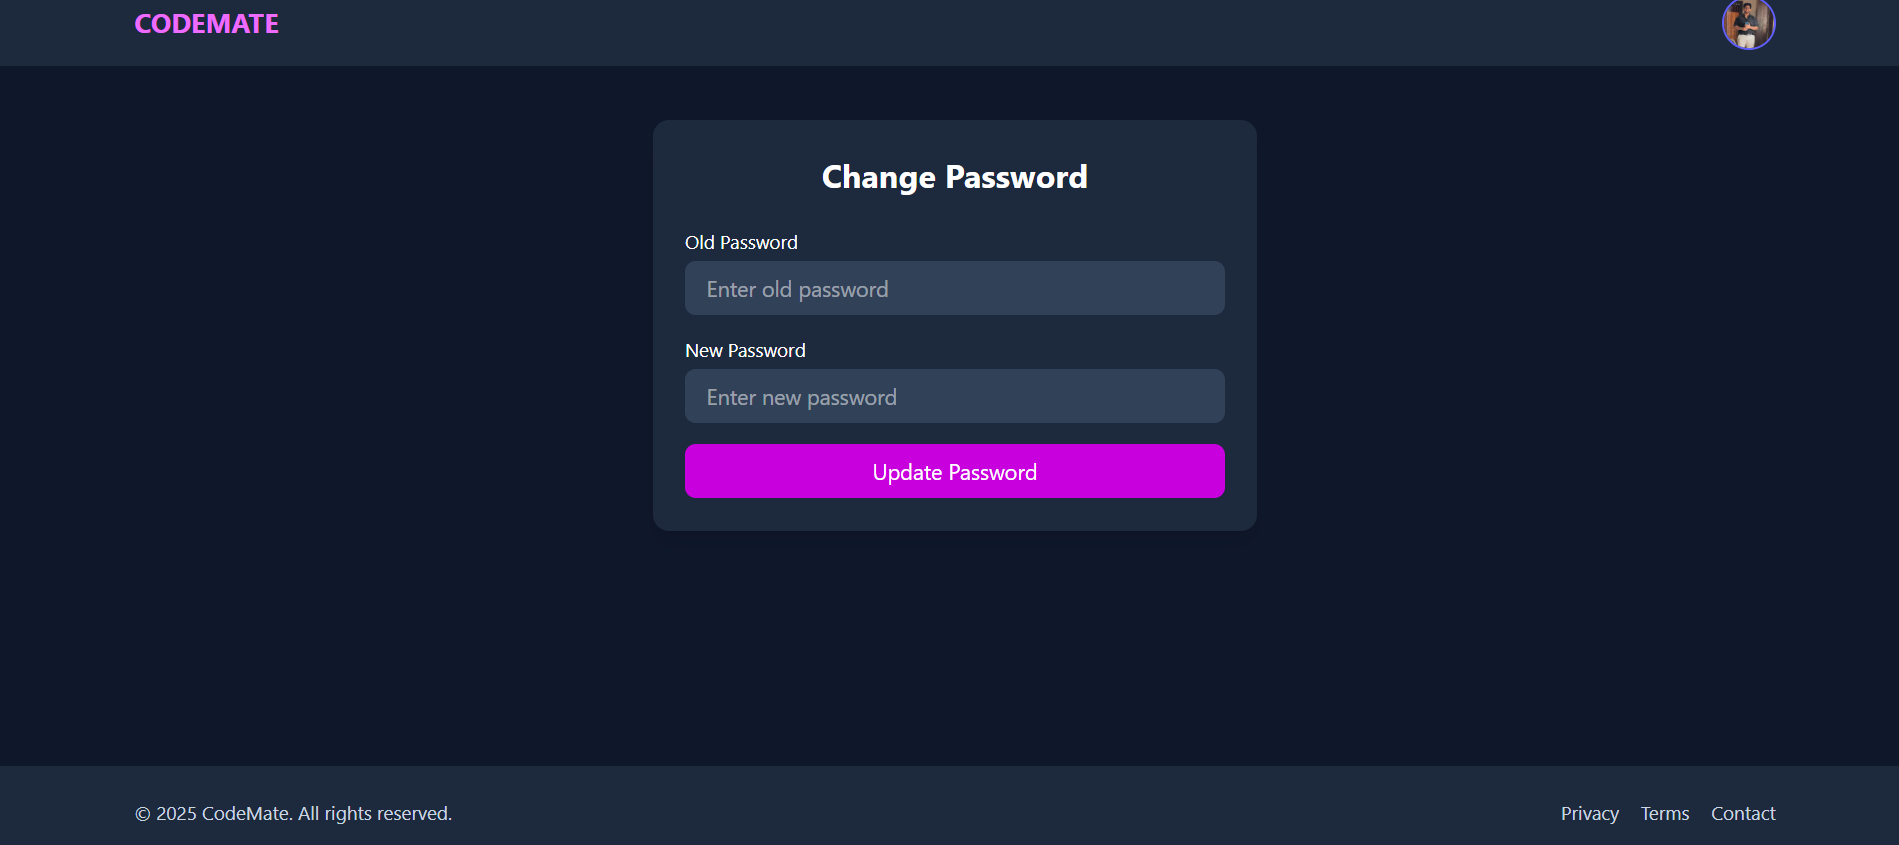 CODEMATE
Change Password
Old Password
Enter old password
New Password
Enter new password
Update Password
© 2025 CodeMate. All rights reserved.
Privacy Terms Contact